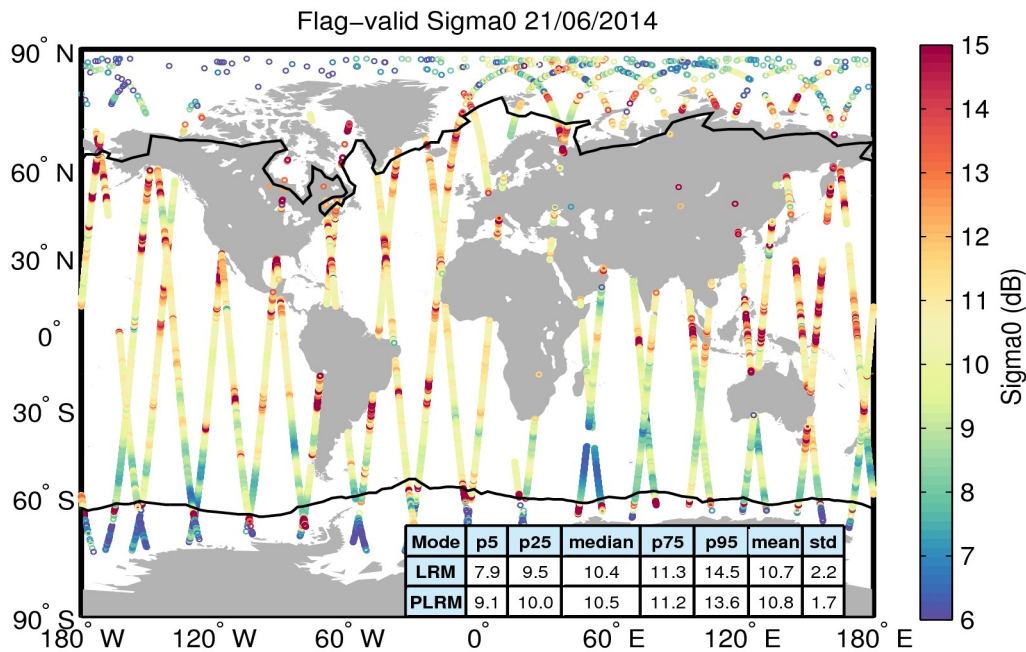 Flag−valid Sigma0 21/06/2014
90° N
60° N
30° N
0°
30° S
60° S
90° S
180° W 120° W 60° W 0° 60° E 120° E 180° E
Mode p5 p25 median p75 p95 mean std
LRM 7.9 9.5 10.4 11.3 14.5 10.7 2.2
PLRM 9.1 10.0 10.5 11.2 13.6 10.8 1.7
15
14
13
12
11
10
9
8
7
6
Sigma0 (dB)